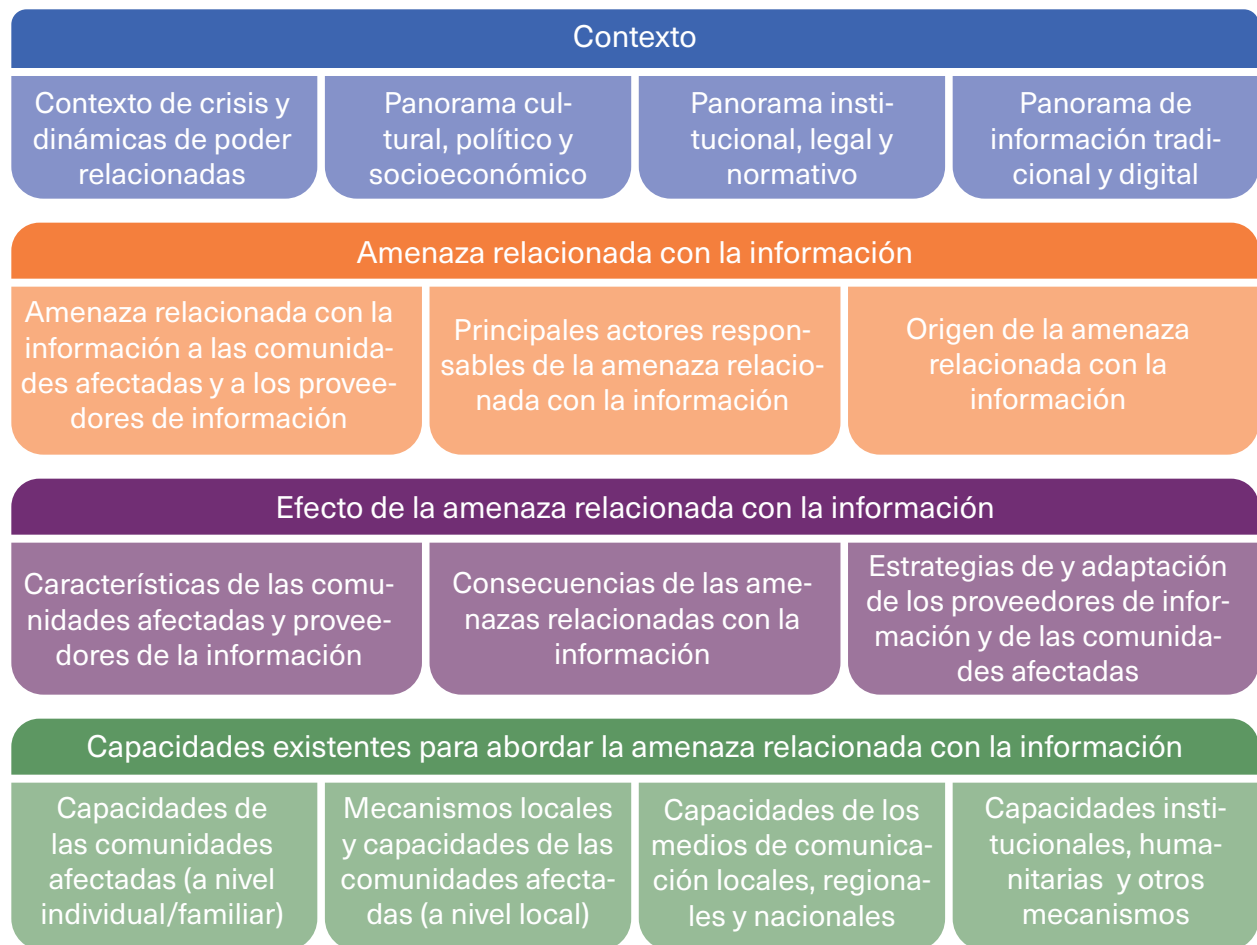 Contexto
Contexto de crisis y
dinámicas de poder
relacionadas
Panorama cul-
tural, político y
socioeconómico
Panorama insti-
tucional, legal y
normativo
Panorama de
información tradi-
cional y digital
Amenaza relacionada con la información
Amenaza relacionada con la
información a las comunida-
des afectadas y a los provee-
dores de información
Principales actores respon-
sables de la amenaza relacio-
nada con la información
Origen de la amenaza
relacionada con la
información
Efecto de la amenaza relacionada con la información
Características de las comu-
nidades afectadas y provee-
dores de la información
Consecuencias de las ame-
nazas relacionadas con la
información
Estrategias de y adaptación
de los proveedores de infor-
mación y de las comunida-
des afectadas
Capacidades existentes para abordar la amenaza relacionada con la información
Capacidades de
las comunidades
afectadas (a nivel
individual/familiar)
Mecanismos locales
y capacidades de las
comunidades afecta-
das (a nivel local)
Capacidades de los
medios de comunica-
ción locales, regiona-
les y nacionales
Capacidades insti-
tucionales, huma-
nitarias y otros
mecanismos